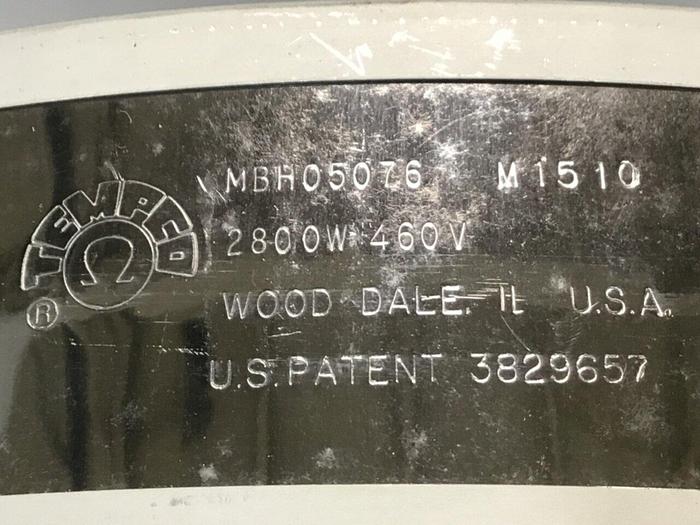 TEMPCO
Ω
®
MBH05076 M1510
2800W 460V
WOOD DALE, IL U.S.A.
U.S. PATENT 3829657